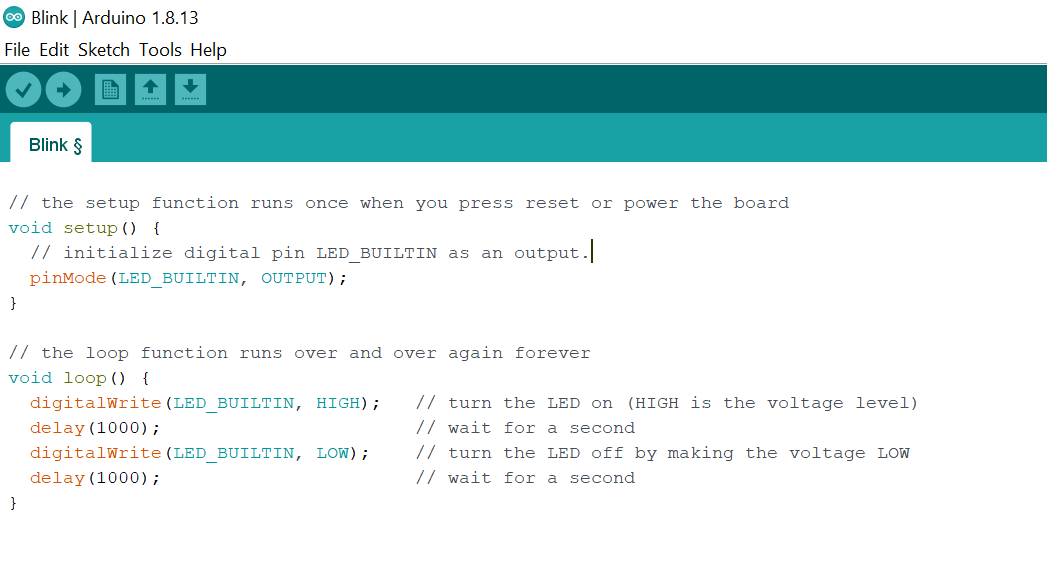 Blink | Arduino 1.8.13
File Edit Sketch Tools Help
Blink §
// the setup function runs once when you press reset or power the board
void setup() {
  // initialize digital pin LED_BUILTIN as an output.
  pinMode(LED_BUILTIN, OUTPUT);
}
// the loop function runs over and over again forever
void loop() {
  digitalWrite(LED_BUILTIN, HIGH);   // turn the LED on (HIGH is the voltage level)
  delay(1000);                       // wait for a second
  digitalWrite(LED_BUILTIN, LOW);    // turn the LED off by making the voltage LOW
  delay(1000);                       // wait for a second
}